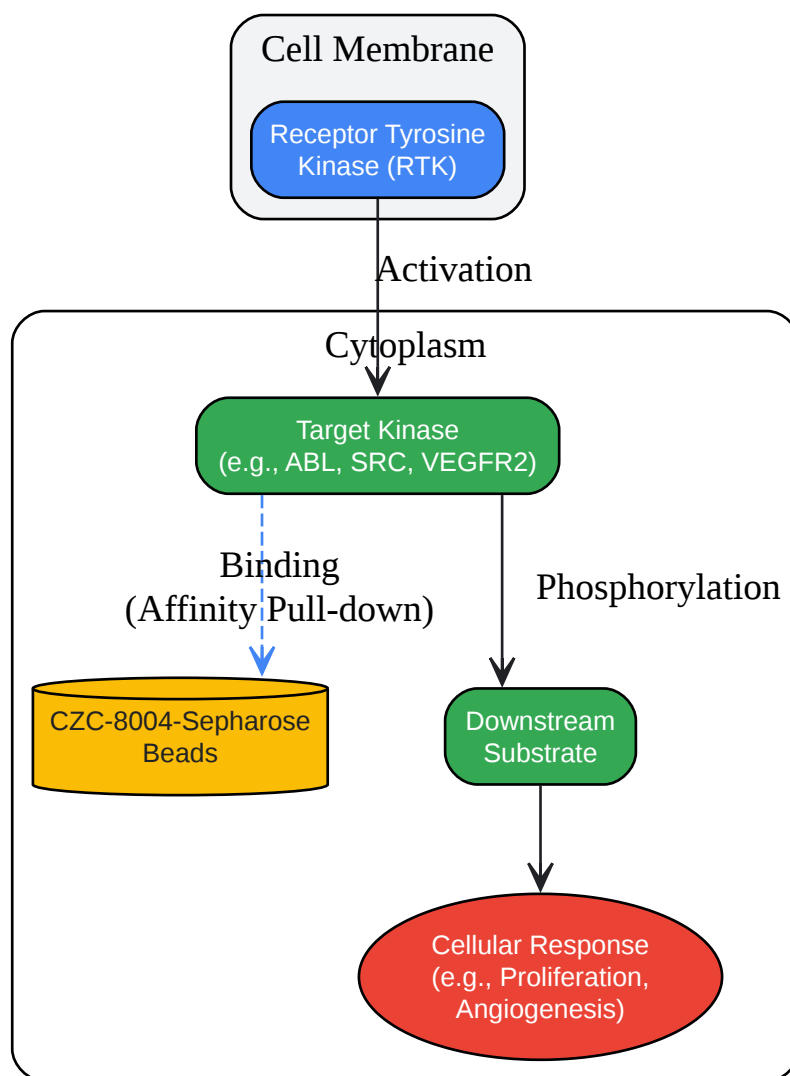 Cell Membrane
Receptor Tyrosine
Kinase (RTK)
Activation
Cytoplasm
Target Kinase
(e.g., ABL, SRC, VEGFR2)
Binding
(Affinity Pull-down)
Phosphorylation
CZC-8004-Sepharose
Beads
Downstream
Substrate
Cellular Response
(e.g., Proliferation,
Angiogenesis)